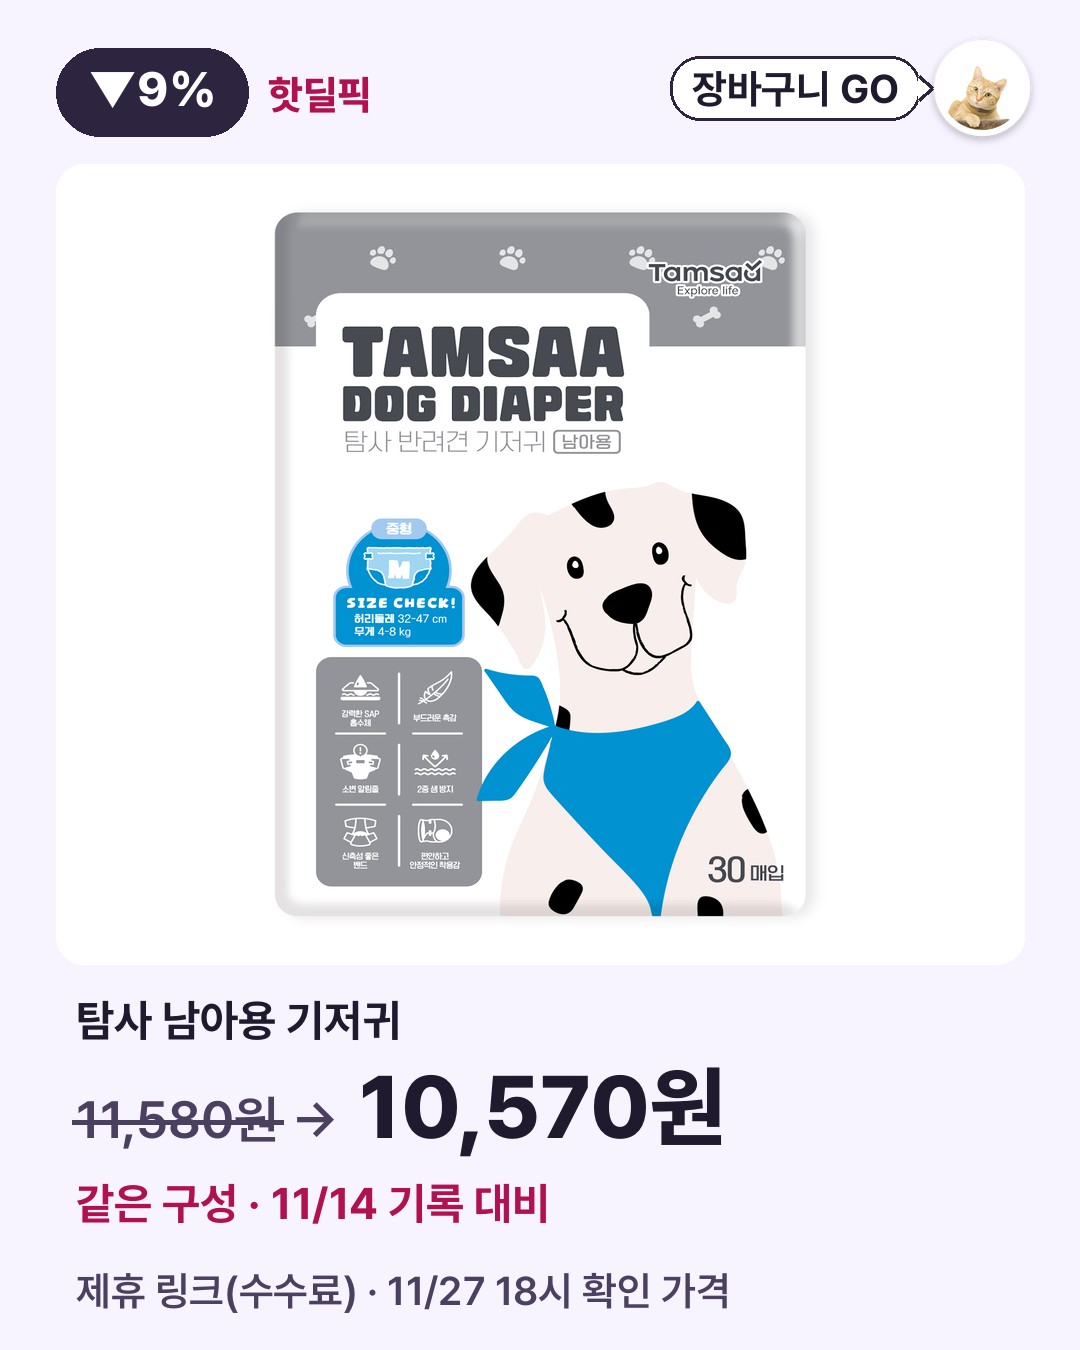 ▼9%
핫딜픽
장바구니 GO
Tamsaa
Explore life
TAMSAA
DOG DIAPER
탐사 반려견 기저귀 남아용
중형
M
SIZE CHECK!
허리둘레 32-47 cm
무게 4-8 kg
강력한 SAP
흡수체
부드러운 촉감
소변 알림줄
2중 샘 방지
신축성 좋은
밴드
편안하고
안정적인 착용감
30 매입
탐사 남아용 기저귀
11,580원 → 10,570원
같은 구성 · 11/14 기록 대비
제휴 링크(수수료) · 11/27 18시 확인 가격